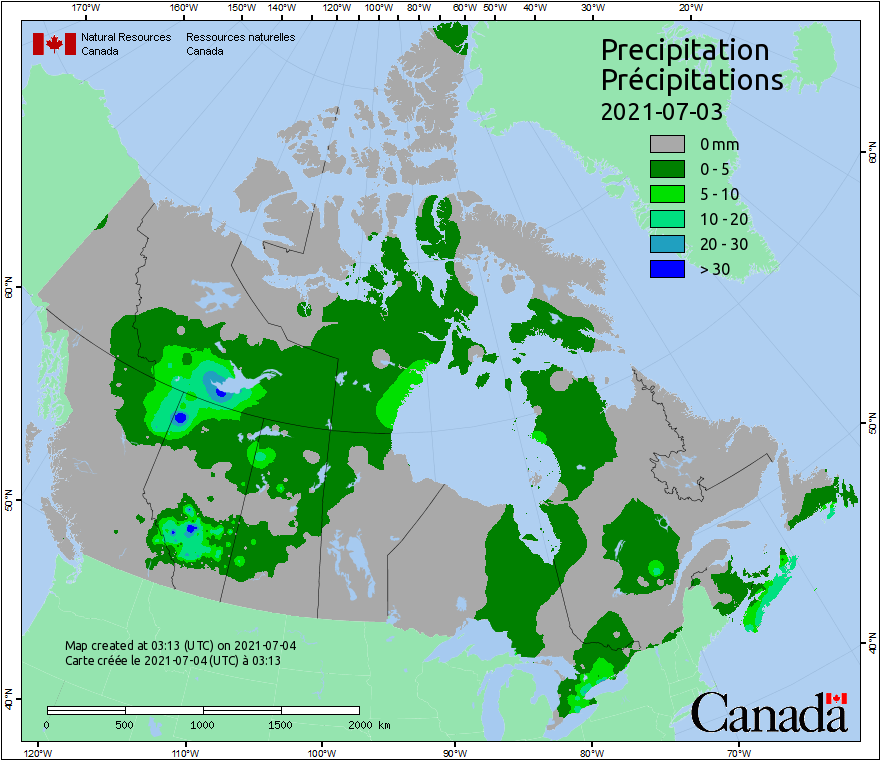 170°W 160°W 150°W 140°W 130°W 120°W 110°W 100°W 90°W 80°W 60°W 50°W 40°W 30°W 20°W
Natural Resources Ressources naturelles
Canada Canada
Precipitation
Précipitations
2021-07-03
0 mm
0 - 5
5 - 10
10 - 20
20 - 30
> 30
60°N
60°N
50°N
50°N
40°N
40°N
Map created at 03:13 (UTC) on 2021-07-04
Carte créée le 2021-07-04 (UTC) à 03:13
0 500 1000 1500 2000 km
Canada
120°W 110°W 100°W 90°W 80°W 70°W